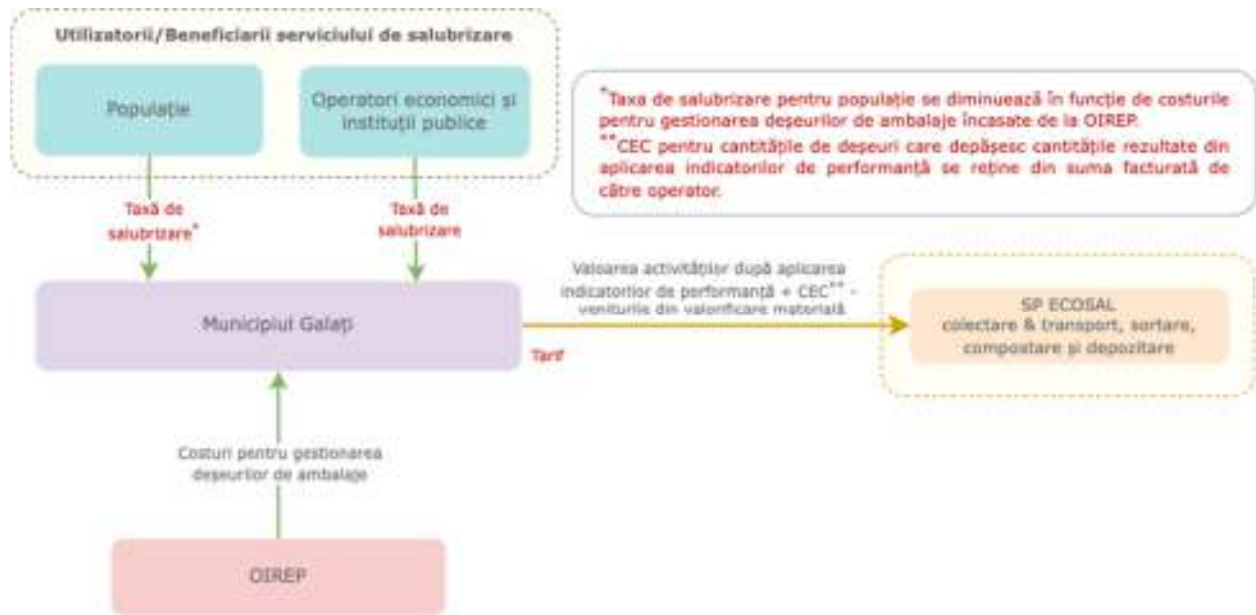 Utilizatorii/Beneficiarii serviciului de salubrizare
Populație
Operatori economici și
instituții publice
*Taxa de salubrizare pentru populație se diminuează în funcție de costurile
pentru gestionarea deșeurilor de ambalaje încasate de la OIREP.
**CEC pentru cantitățile de deșeuri care depășesc cantitățile rezultate din
aplicarea indicatorilor de performanță se reține din suma facturată de
către operator.
Taxă de
salubrizare*
Taxă de
salubrizare
Valoarea activităților după aplicarea
indicatorilor de performanță + CEC** -
veniturile din valorificare materială
Municipiul Galați
Tarif
SP ECOSAL
colectare & transport, sortare,
compostare și depozitare
Costuri pentru gestionarea
deșeurilor de ambalaje
OIREP